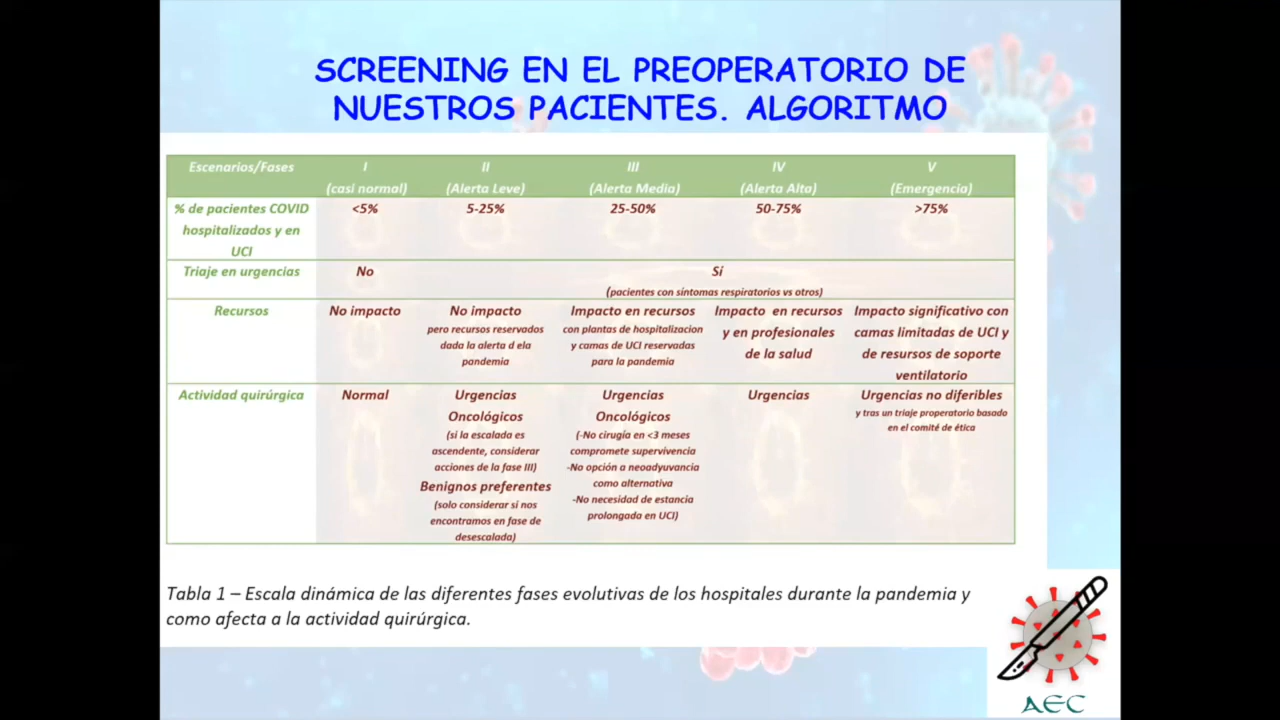 SCREENING EN EL PREOPERATORIO DE
NUESTROS PACIENTES. ALGORITMO
Escenarios/Fases
I
(casi normal)
II
(Alerta Leve)
III
(Alerta Media)
IV
(Alerta Alta)
V
(Emergencia)
% de pacientes COVID
hospitalizados y en
UCI
<5%
5-25%
25-50%
50-75%
>75%
Triaje en urgencias
No
Sí
(pacientes con síntomas respiratorios vs otros)
Recursos
No impacto
No impacto
pero recursos reservados
dada la alerta d ela
pandemia
Impacto en recursos
con plantas de hospitalizacion
y camas de UCI reservadas
para la pandemia
Impacto en recursos
y en profesionales
de la salud
Impacto significativo con
camas limitadas de UCI y
de recursos de soporte
ventilatorio
Actividad quirúrgica
Normal
Urgencias
Oncológicos
(si la escalada es
ascendente, considerar
acciones de la fase III)
Benignos preferentes
(solo considerar si nos
encontramos en fase de
desescalada)
Urgencias
Oncológicos
(-No cirugía en <3 meses
compromete supervivencia
-No opción a neoadyuvancia
como alternativa
-No necesidad de estancia
prolongada en UCI)
Urgencias
Urgencias no diferibles
y tras un triaje properatorio basado
en el comité de ética
Tabla 1 – Escala dinámica de las diferentes fases evolutivas de los hospitales durante la pandemia y
como afecta a la actividad quirúrgica.
AEC